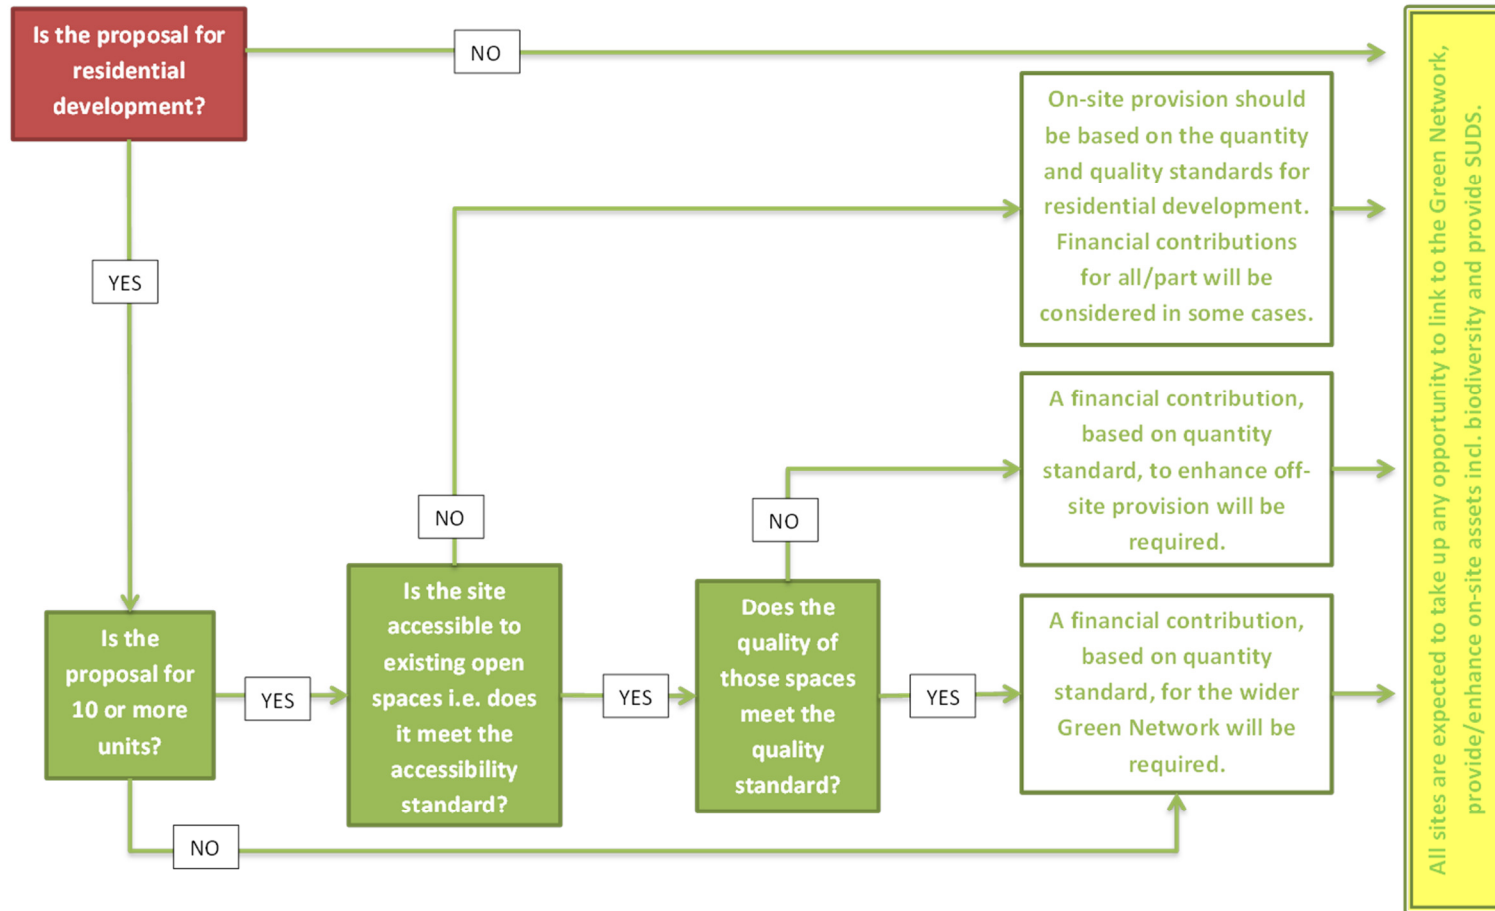 Is the proposal for
residential
development?
NO
YES
On-site provision should
be based on the quantity
and quality standards for
residential development.
Financial contributions
for all/part will be
considered in some cases.
NO
NO
A financial contribution,
based on quantity
standard, to enhance off-
site provision will be
required.
Is the
proposal for
10 or more
units?
YES
Is the site
accessible to
existing open
spaces i.e. does
it meet the
accessibility
standard?
YES
Does the
quality of
those spaces
meet the
quality
standard?
YES
A financial contribution,
based on quantity
standard, for the wider
Green Network will be
required.
NO
All sites are expected to take up any opportunity to link to the Green Network,
provide/enhance on-site assets incl. biodiversity and provide SUDS.